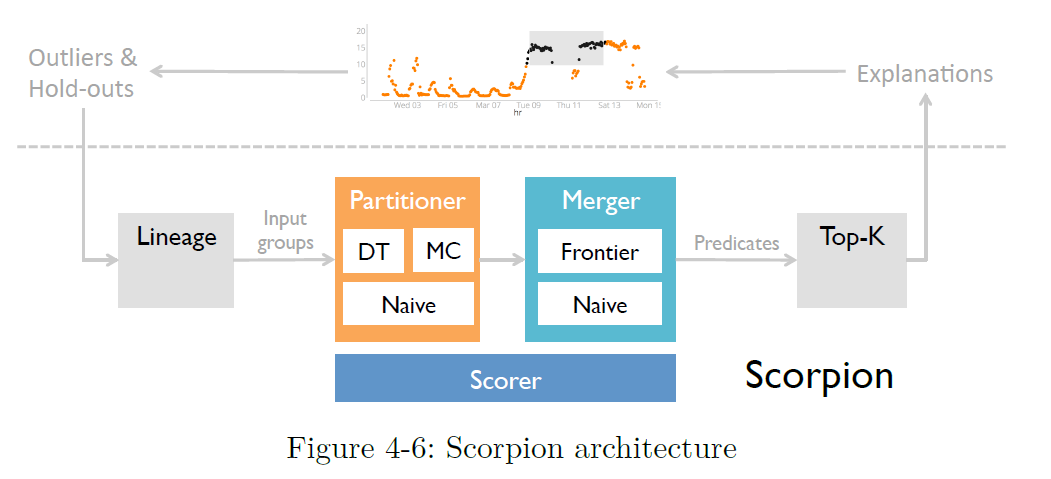 Outliers &
Hold-outs
20
15
10
5
0
Wed 03 Fri 05 Mar 07 Tue 09 Thu 11 Sat 13 Mon 15
hr
Explanations
Lineage
Input
groups
Partitioner
DT MC
Naive
Merger
Frontier
Naive
Predicates
Top-K
Scorer
Scorpion
Figure 4-6: Scorpion architecture